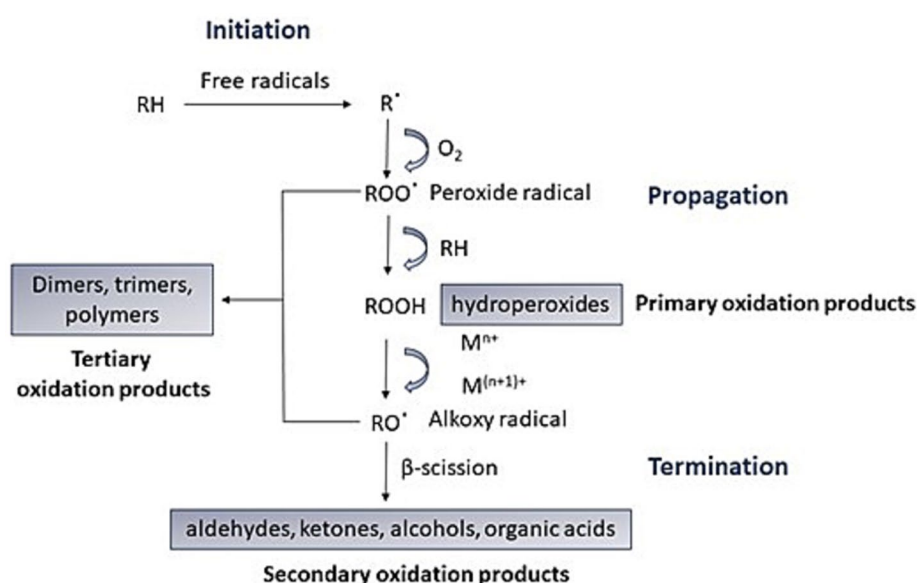 Initiation
Free radicals
RH
R˙
O₂
ROO˙ Peroxide radical
Propagation
RH
Dimers, trimers,
polymers
ROOH
hydroperoxides
Primary oxidation products
Tertiary
oxidation products
Mⁿ⁺
M⁽ⁿ⁺¹⁾⁺
RO˙ Alkoxy radical
β-scission
Termination
aldehydes, ketones, alcohols, organic acids
Secondary oxidation products